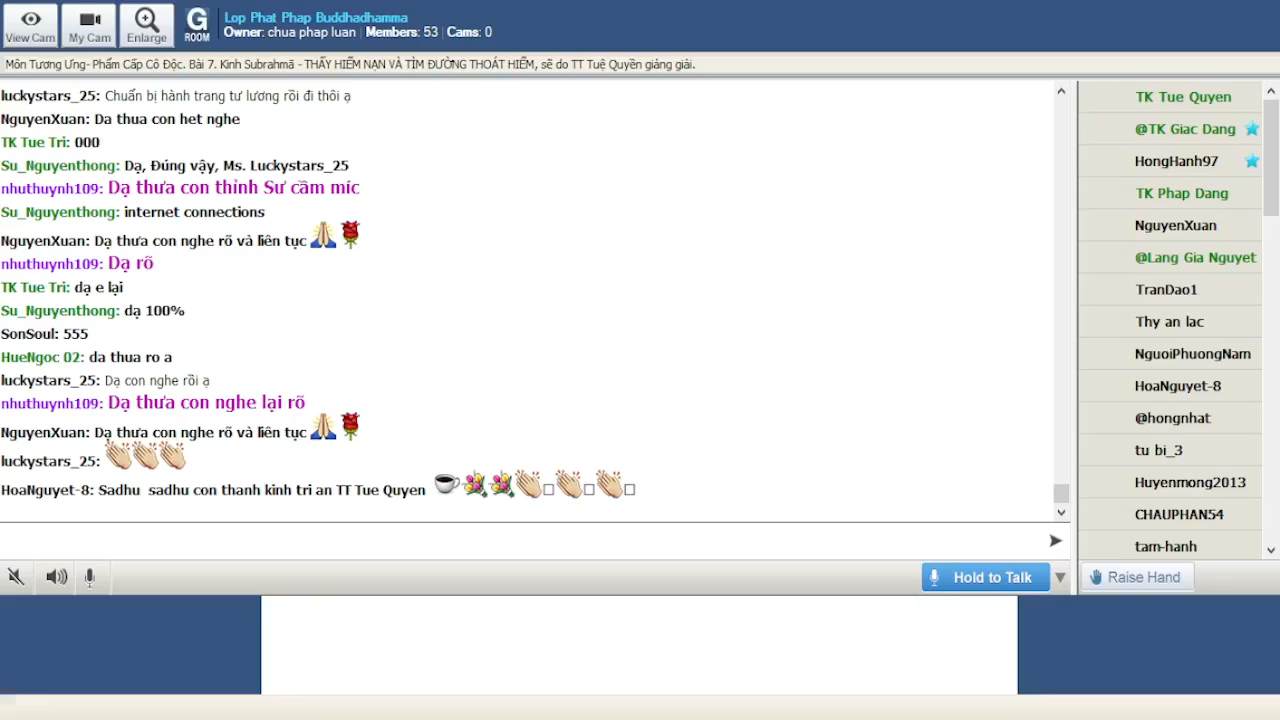 View Cam
My Cam
Enlarge
G
ROOM
Lop Phat Phap Buddhadhamma
Owner: chua phap luan Members: 53 Cams: 0
Môn Tương Ưng- Phẩm Cấp Cô Độc. Bài 7. Kinh Subrahmā - THẤY HIỂM NẠN VÀ TÌM ĐƯỜNG THOÁT HIỂM, sẽ do TT Tuệ Quyền giảng giải.
luckystars_25: Chuẩn bị hành trang tư lương rồi đi thôi ạ
NguyenXuan: Da thua con het nghe
TK Tue Tri: 000
Su_Nguyenthong: Dạ, Đúng vậy, Ms. Luckystars_25
nhuthuynh109: Dạ thưa con thỉnh Sư cầm míc
Su_Nguyenthong: internet connections
NguyenXuan: Dạ thưa con nghe rõ và liên tục
nhuthuynh109: Dạ rõ
TK Tue Tri: dạ e lại
Su_Nguyenthong: dạ 100%
SonSoul: 555
HueNgoc 02: da thua ro a
luckystars_25: Dạ con nghe rồi ạ
nhuthuynh109: Dạ thưa con nghe lại rõ
NguyenXuan: Dạ thưa con nghe rõ và liên tục
luckystars_25:
HoaNguyet-8: Sadhu sadhu con thanh kinh tri an TT Tue Quyen
TK Tue Quyen
@TK Giac Dang
HongHanh97
TK Phap Dang
NguyenXuan
@Lang Gia Nguyet
TranDao1
Thy an lac
NguoiPhuongNam
HoaNguyet-8
@hongnhat
tu bi_3
Huyenmong2013
CHAUPHAN54
tam-hanh
Hold to Talk
Raise Hand